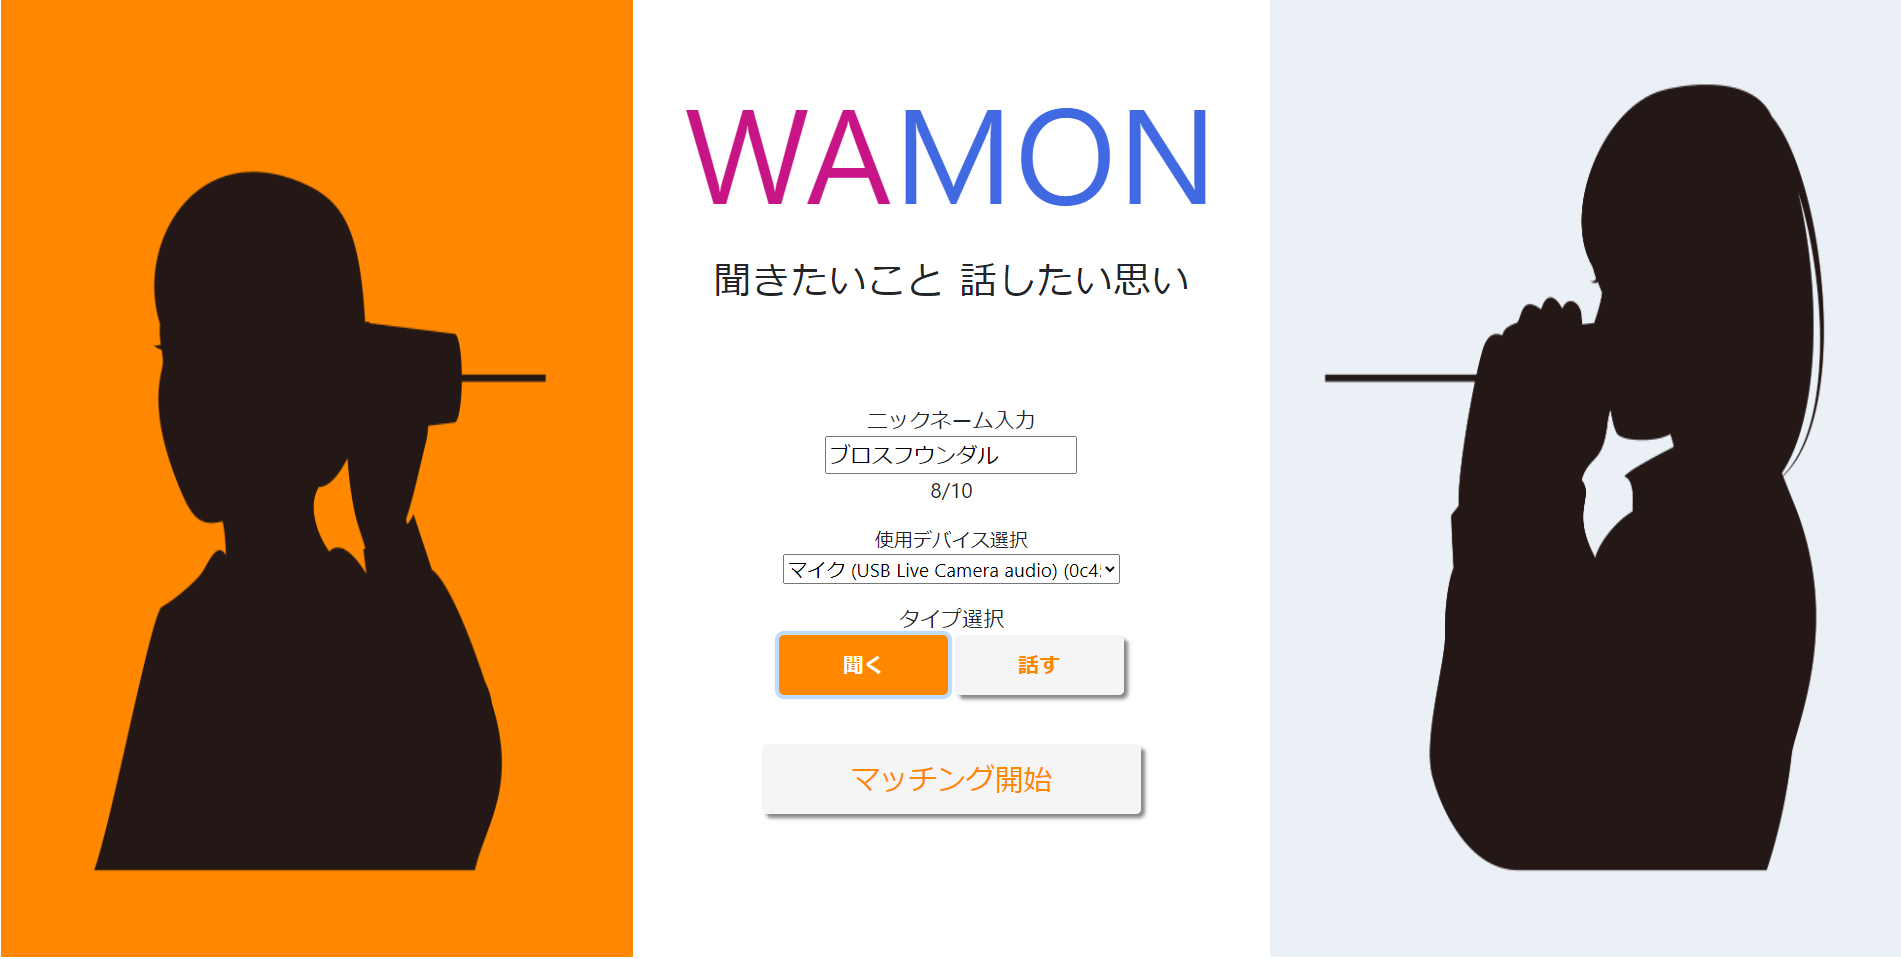 WAMON
聞きたいこと 話したい思い
ニックネーム入力
ブロスフウンダル
8/10
使用デバイス選択
マイク (USB Live Camera audio) (0c45
タイプ選択
聞く
話す
マッチング開始